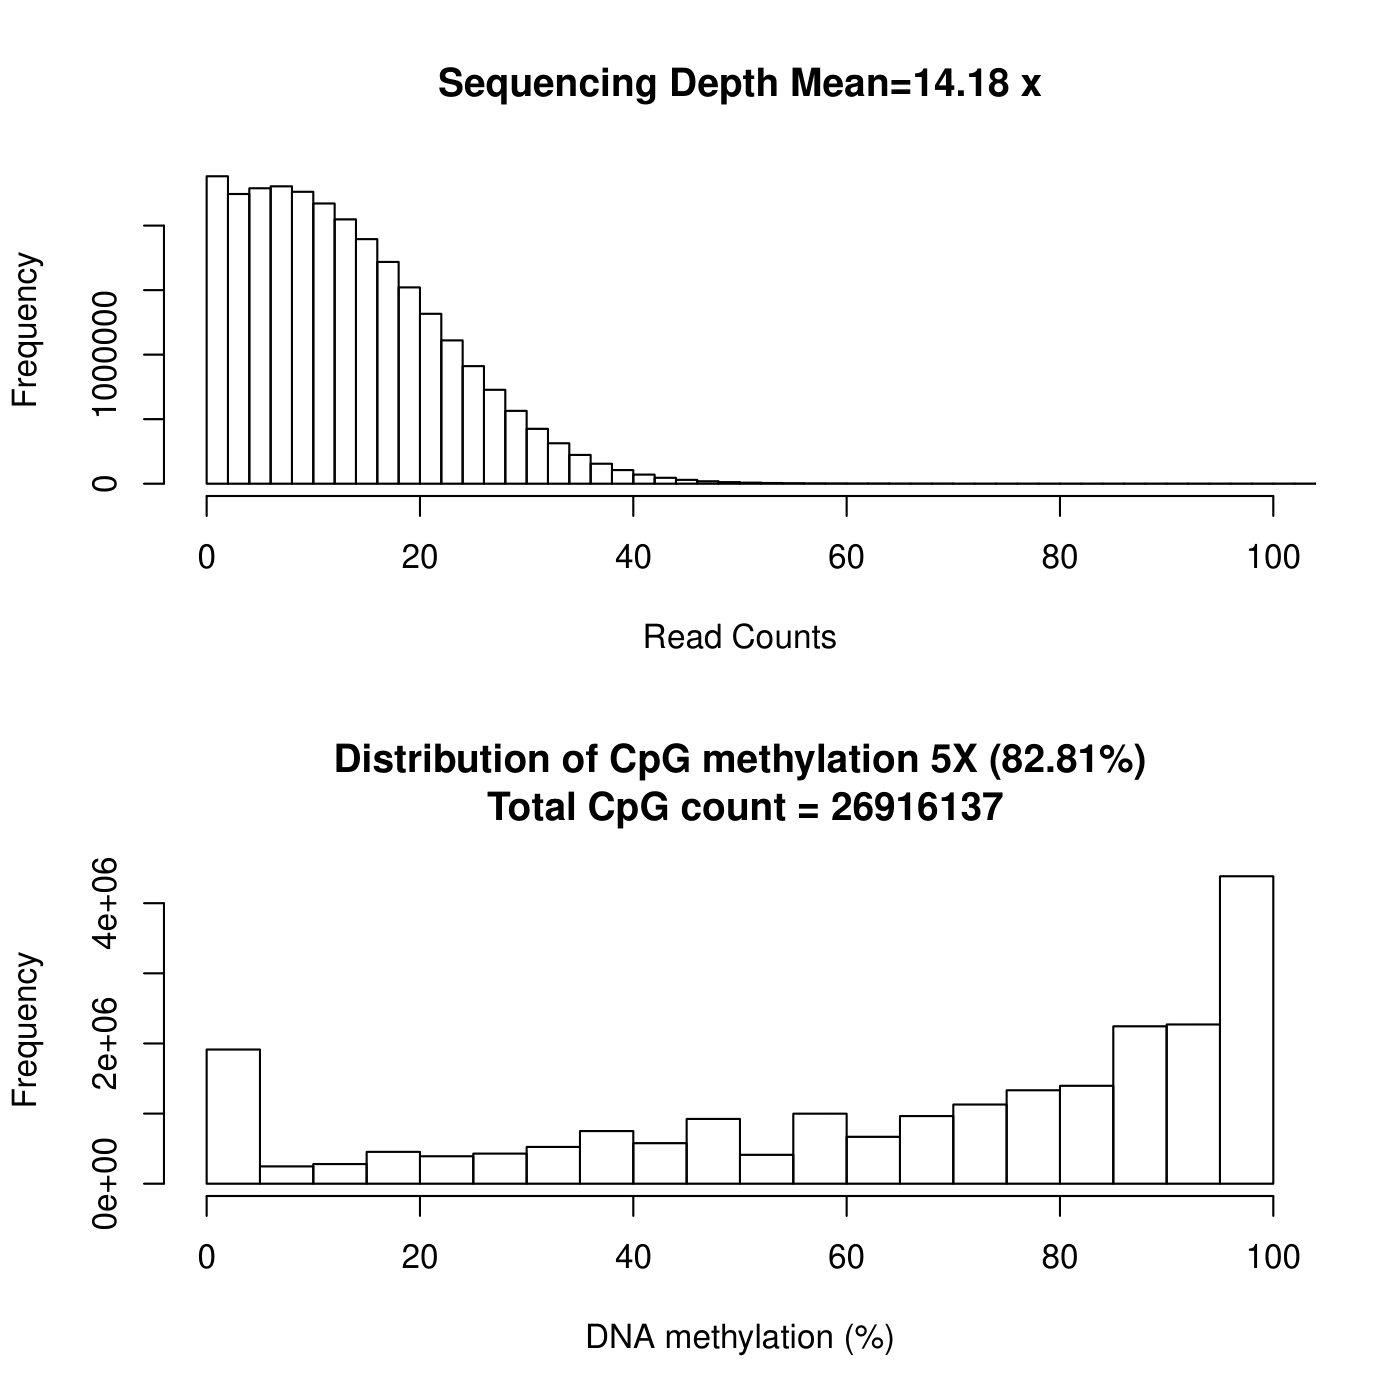 Sequencing Depth Mean=14.18 x
Frequency
0
1000000
0 20 40 60 80 100
Read Counts
Distribution of CpG methylation 5X (82.81%)
Total CpG count = 26916137
Frequency
0e+00
2e+06
4e+06
0 20 40 60 80 100
DNA methylation (%)